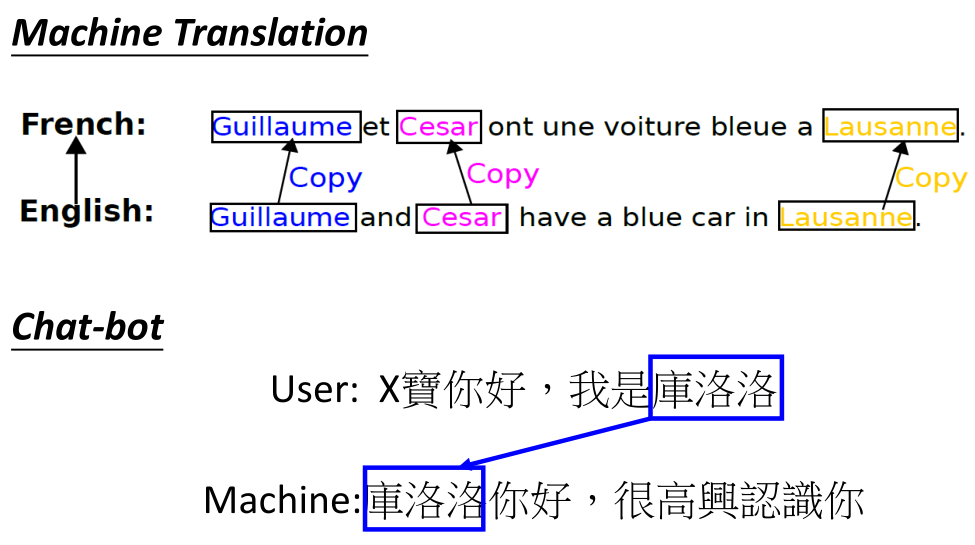 Machine Translation
French: Guillaume et Cesar ont une voiture bleue a Lausanne.
Copy Copy Copy
English: Guillaume and Cesar have a blue car in Lausanne.
Chat-bot
User: X寶你好，我是庫洛洛
Machine: 庫洛洛你好，很高興認識你